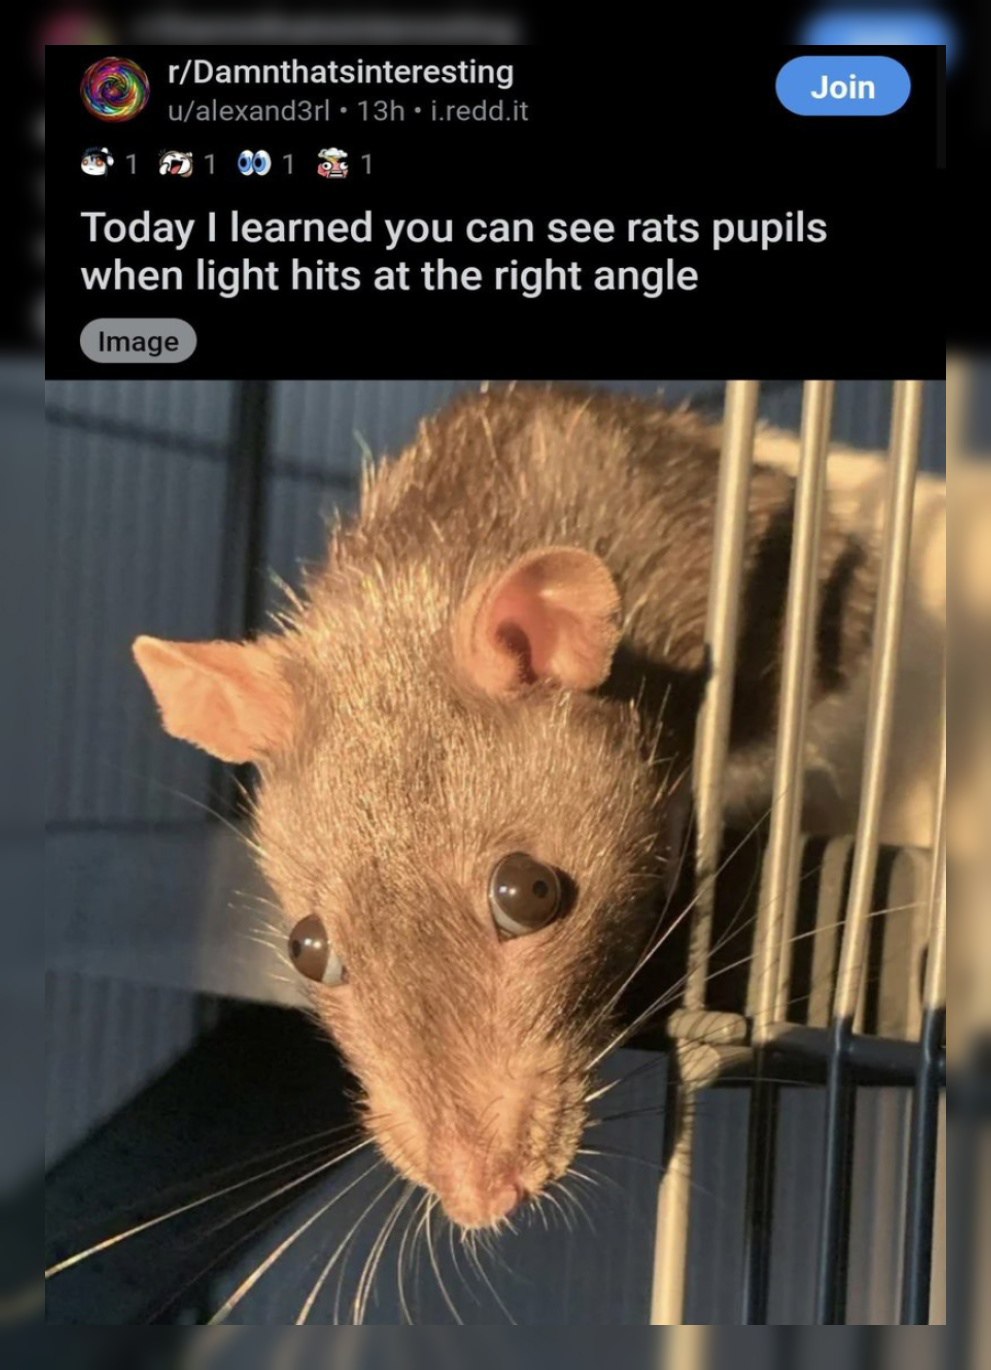 r/Damnthatsinteresting
u/alexand3rl • 13h • i.redd.it
Join
1 1 1 1
Today I learned you can see rats pupils
when light hits at the right angle
Image